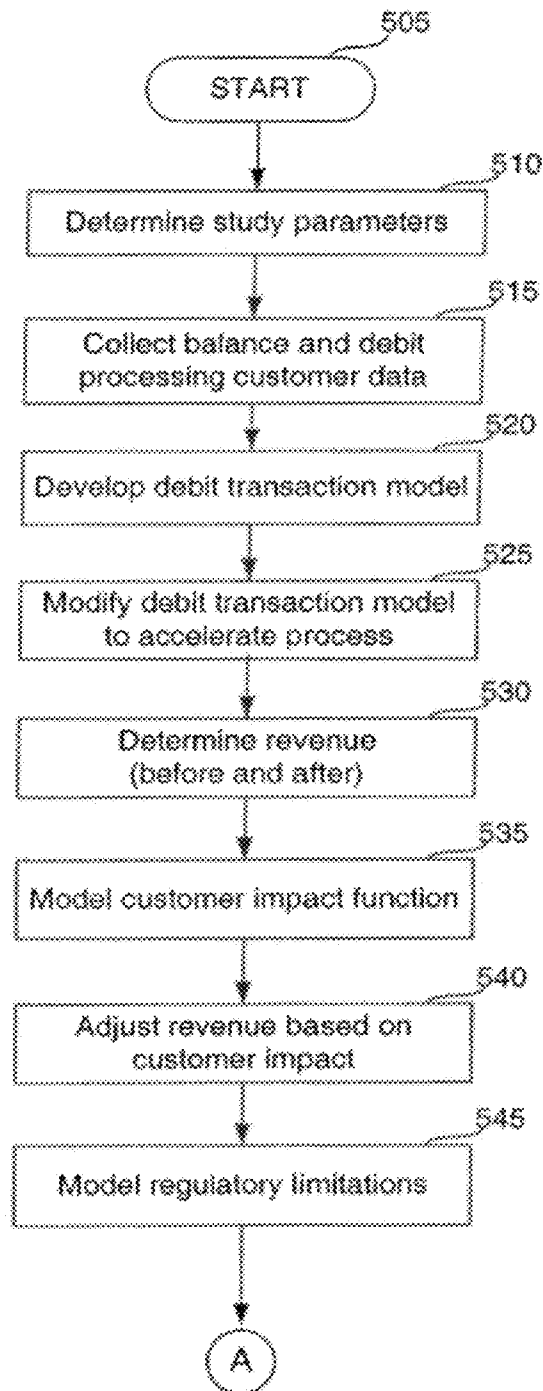 505
START
510
Determine study parameters
515
Collect balance and debit
processing customer data
520
Develop debit transaction model
525
Modify debit transaction model
to accelerate process
530
Determine revenue
(before and after)
535
Model customer impact function
540
Adjust revenue based on
customer impact
545
Model regulatory limitations
A